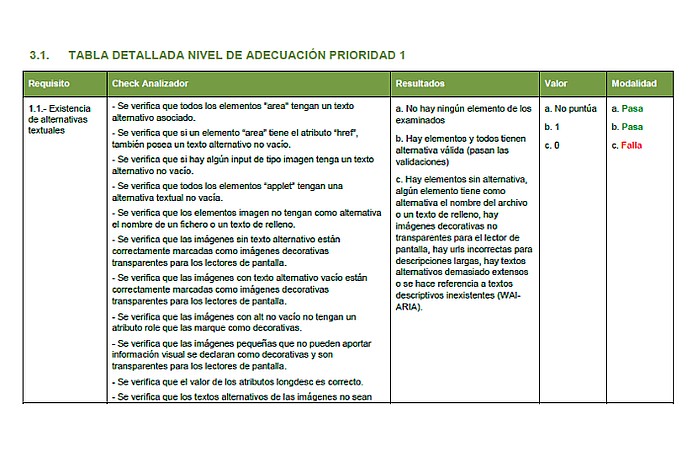 3.1. TABLA DETALLADA NIVEL DE ADECUACIÓN PRIORIDAD 1
Requisito
Check Analizador
Resultados
Valor
Modalidad
1.1.- Existencia
de alternativas
textuales
- Se verifica que todos los elementos "area" tengan un texto
alternativo asociado.
- Se verifica que si un elemento "area" tiene el atributo "href",
también posea un texto alternativo no vacío.
- Se verifica que si hay algún input de tipo imagen tenga un texto
alternativo no vacío.
- Se verifica que todos los elementos "applet" tengan una
alternativa textual no vacía.
- Se verifica que los elementos imagen no tengan como alternativa
el nombre de un fichero o un texto de relleno.
- Se verifica que las imágenes sin texto alternativo están
correctamente marcadas como imágenes decorativas
transparentes para los lectores de pantalla.
- Se verifica que las imágenes con texto alternativo vacío están
correctamente marcadas como imágenes decorativas
transparentes para los lectores de pantalla.
- Se verifica que las imágenes con alt no vacío no tengan un
atributo role que las marque como decorativas.
- Se verifica que las imágenes pequeñas que no pueden aportar
información visual se declaran como decorativas y son
transparentes para los lectores de pantalla.
- Se verifica que el valor de los atributos longdesc es correcto.
- Se verifica que los textos alternativos de las imágenes no sean
a. No hay ningún elemento de los
examinados
b. Hay elementos y todos tienen
alternativa válida (pasan las
validaciones)
c. Hay elementos sin alternativa,
algún elemento tiene como
alternativa el nombre del archivo
o un texto de relleno, hay
imágenes decorativas no
transparentes para el lector de
pantalla, hay urls incorrectas para
descripciones largas, hay textos
alternativos demasiado extensos
o se hace referencia a textos
descriptivos inexistentes (WAI-
ARIA).
a. No puntúa
b. 1
c. 0
a. Pasa
b. Pasa
c. Falla